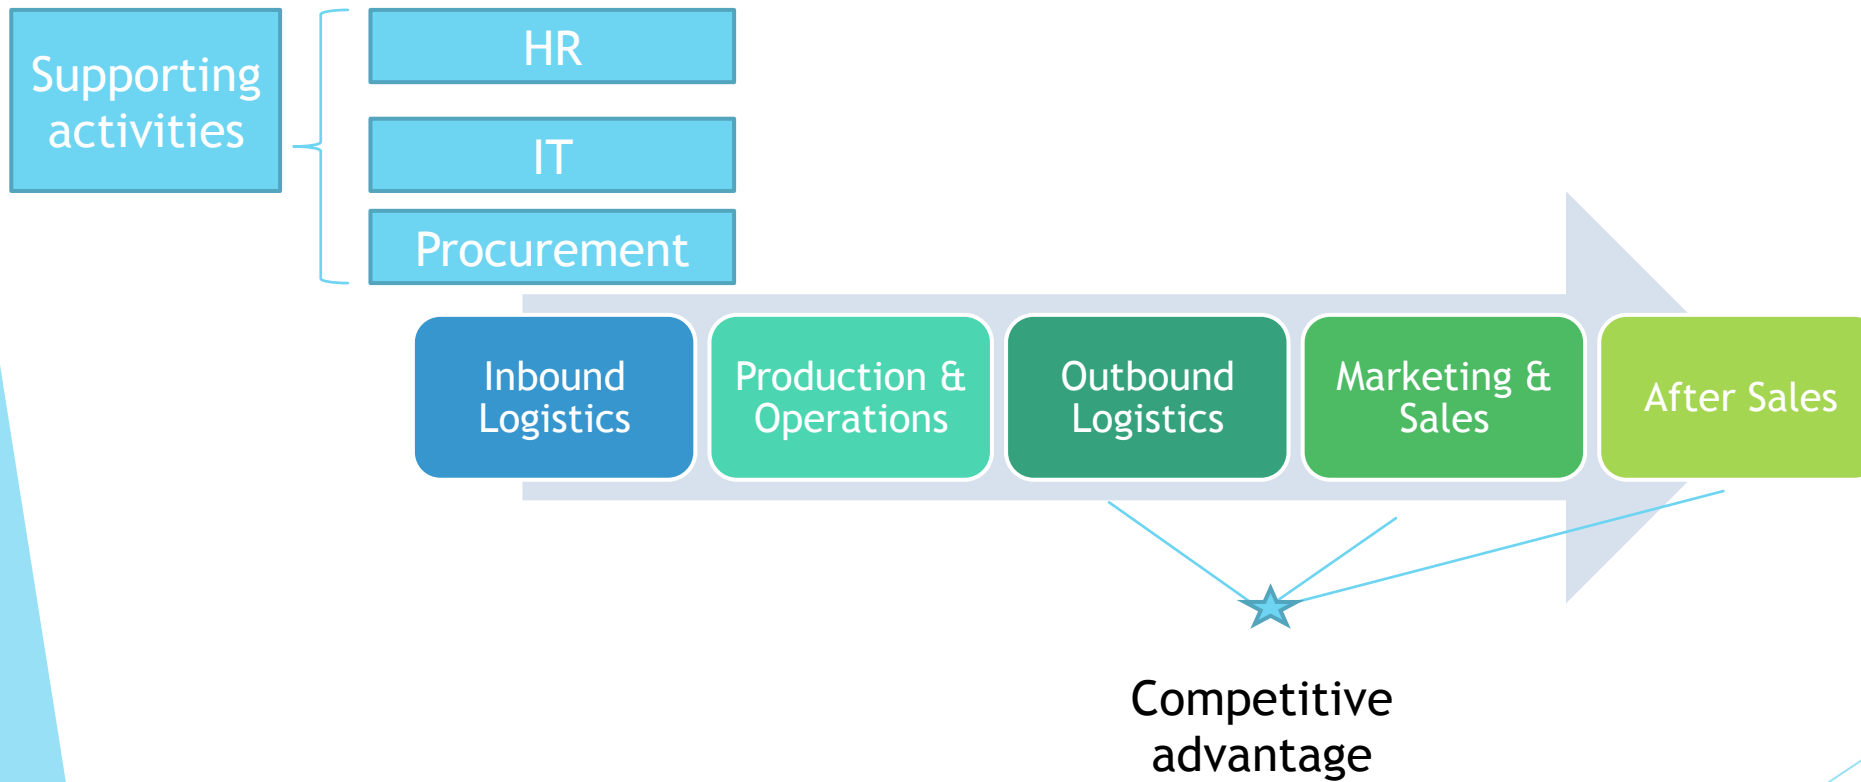 Supporting
activities
HR
IT
Procurement
Inbound
Logistics
Production &
Operations
Outbound
Logistics
Marketing &
Sales
After Sales
Competitive
advantage